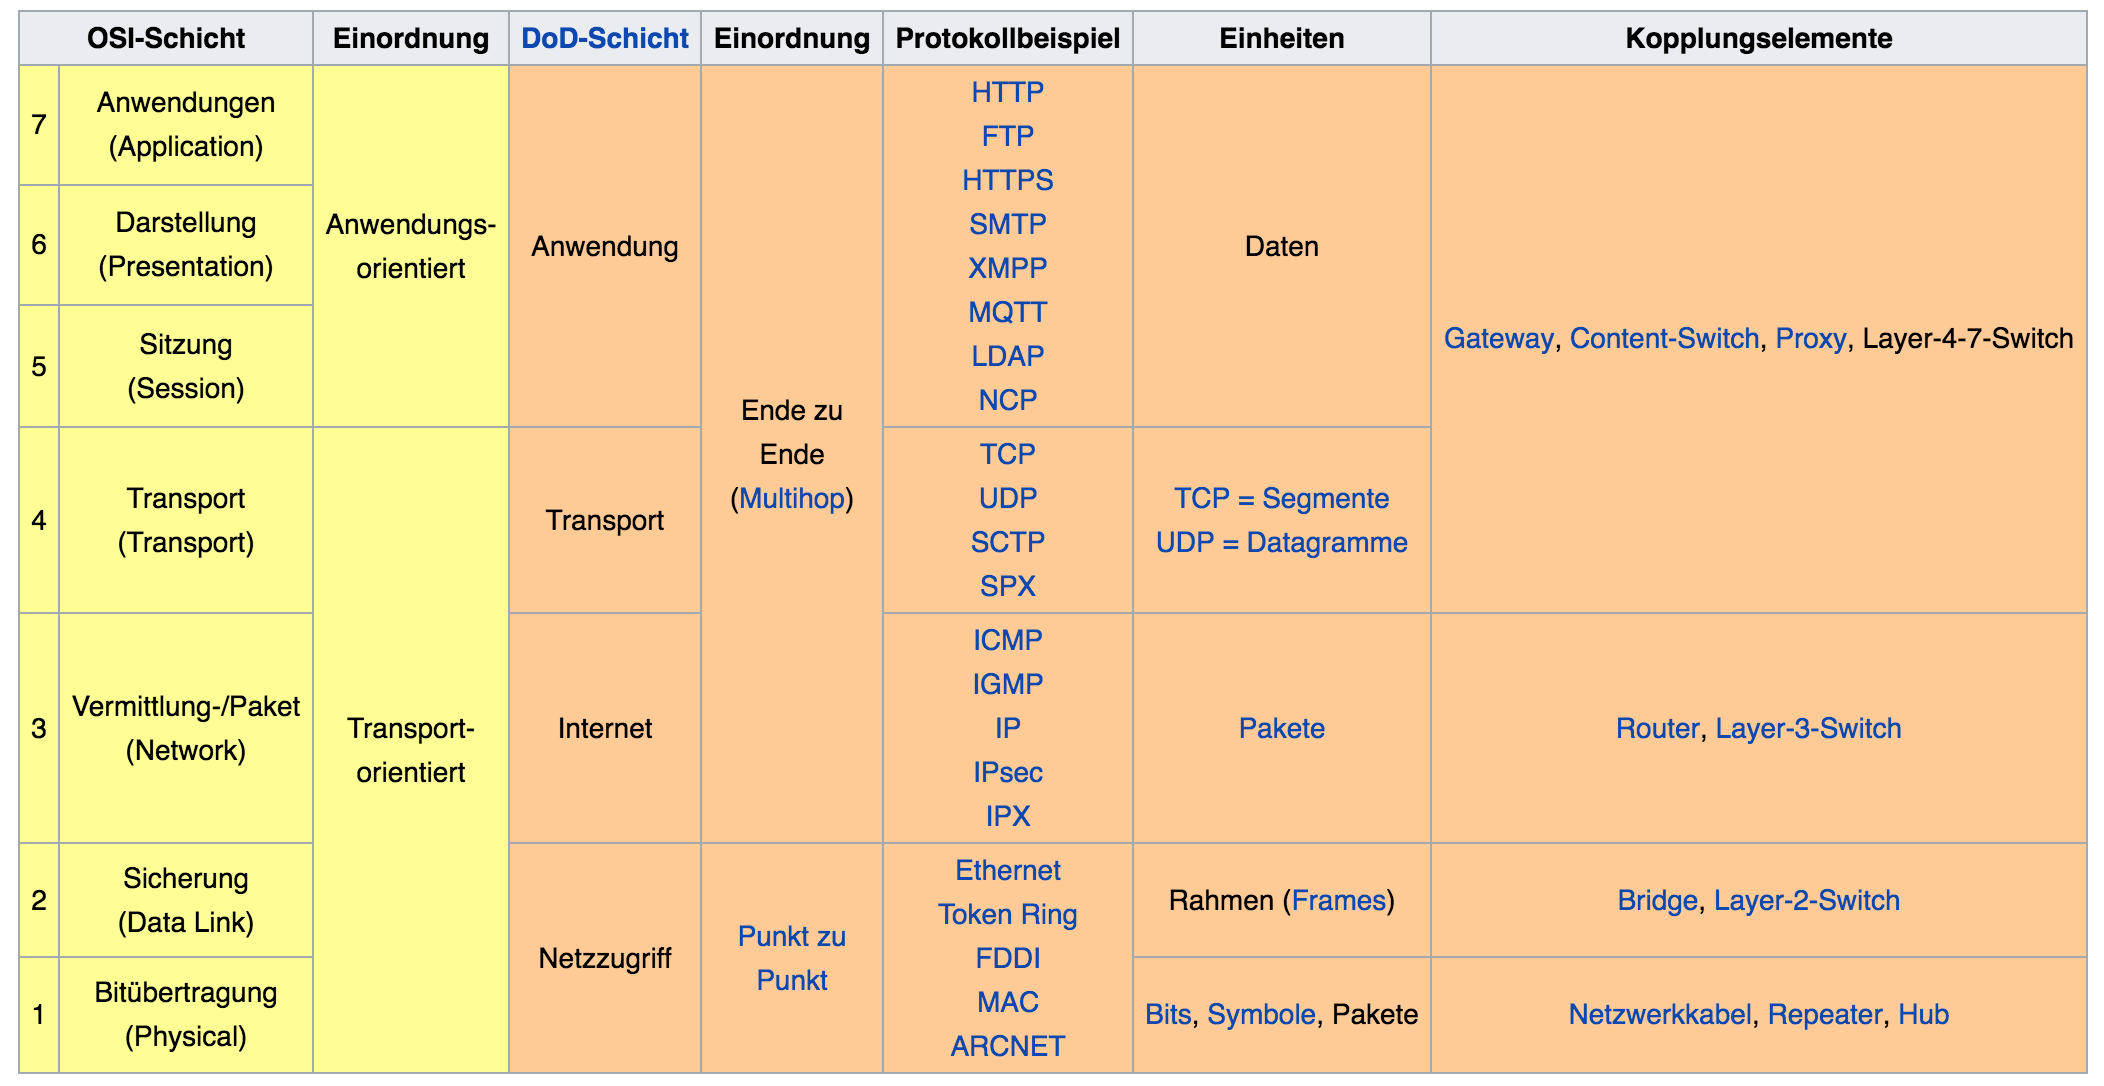 OSI-Schicht
Einordnung
DoD-Schicht
Einordnung
Protokollbeispiel
Einheiten
Kopplungselemente
7
Anwendungen
(Application)
Anwendungs-
orientiert
Anwendung
Ende zu
Ende
(Multihop)
HTTP
FTP
HTTPS
SMTP
XMPP
MQTT
LDAP
NCP
Daten
Gateway, Content-Switch, Proxy, Layer-4-7-Switch
6
Darstellung
(Presentation)
5
Sitzung
(Session)
4
Transport
(Transport)
Transport-
orientiert
Transport
TCP
UDP
SCTP
SPX
TCP = Segmente
UDP = Datagramme
3
Vermittlung-/Paket
(Network)
Internet
ICMP
IGMP
IP
IPsec
IPX
Pakete
Router, Layer-3-Switch
2
Sicherung
(Data Link)
Netzzugriff
Punkt zu
Punkt
Ethernet
Token Ring
FDDI
MAC
ARCNET
Rahmen (Frames)
Bridge, Layer-2-Switch
1
Bitübertragung
(Physical)
Bits, Symbole, Pakete
Netzwerkkabel, Repeater, Hub